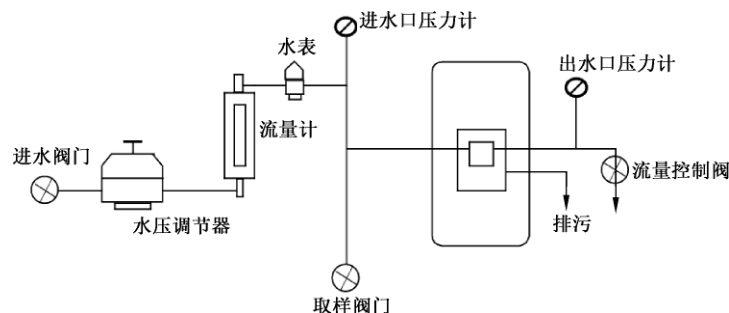 进水口压力计
水表
出水口压力计
流量计
进水阀门
流量控制阀
水压调节器
排污
取样阀门